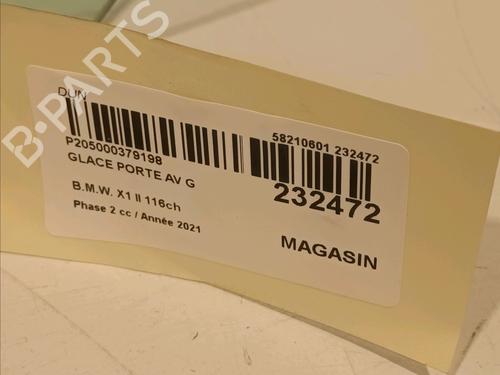 DUN
P205000379198
GLACE PORTE AV G
B.M.W. X1 II 116ch
Phase 2 cc / Année 2021
58210601 232472
232472
MAGASIN
B-PARTS